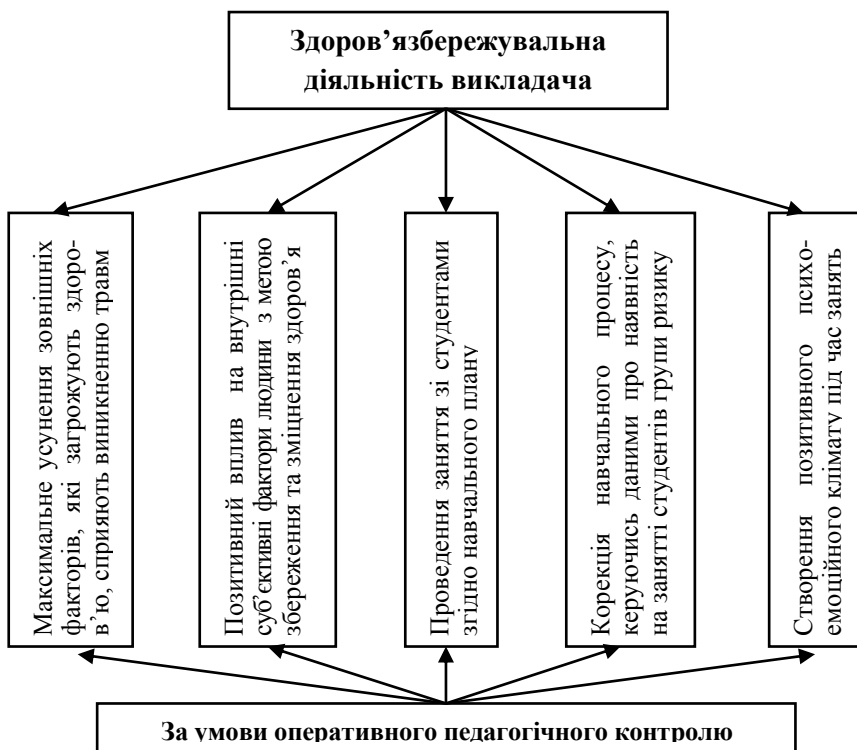 Здоров’язбережувальна
діяльність викладача
Максимальне усунення зовнішніх
факторів, які загрожують здоро-
в’ю, сприяють виникненню травм
Позитивний вплив на внутрішні
суб’єктивні фактори людини з метою
збереження та зміцнення здоров’я
Проведення заняття зі студентами
згідно навчального плану
Корекція навчального процесу,
керуючись даними про наявність
на занятті студентів групи ризику
Створення позитивного психо-
емоційного клімату під час занять
За умови оперативного педагогічного контролю